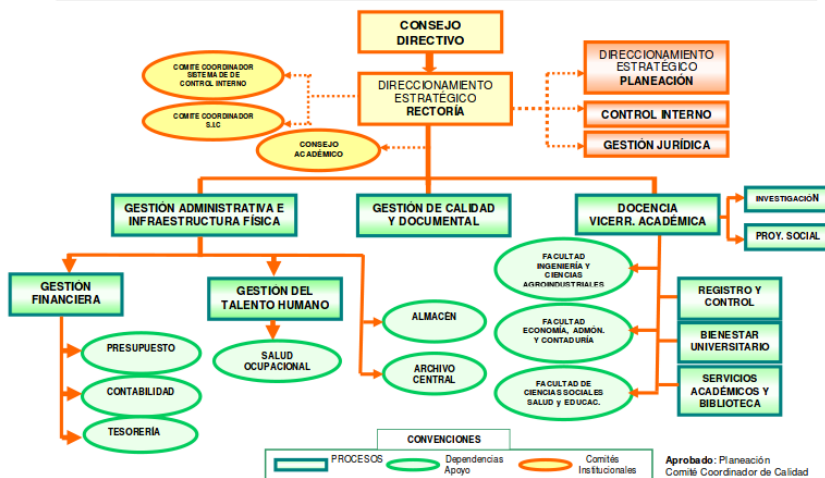 CONSEJO
DIRECTIVO
COMITE COORDINADOR
SISTEMA DE DE
CONTROL INTERNO
DIRECCIONAMIENTO
ESTRATÉGICO
RECTORÍA
DIRECCIONAMIENTO
ESTRATÉGICO
PLANEACIÓN
COMITE COORDINADOR
S.I.C
CONTROL INTERNO
CONSEJO
ACADÉMICO
GESTIÓN JURÍDICA
GESTIÓN ADMINISTRATIVA E
INFRAESTRUCTURA FÍSICA
GESTIÓN DE CALIDAD
Y DOCUMENTAL
DOCENCIA
VICERR. ACADÉMICA
INVESTIGACIÓN
PROY. SOCIAL
GESTIÓN
FINANCIERA
GESTIÓN DEL
TALENTO HUMANO
FACULTAD
INGENIERÍA Y
CIENCIAS
AGROINDUSTRIALES
REGISTRO Y
CONTROL
ALMACÉN
FACULTAD
ECONOMÍA, ADMÓN.
Y CONTADURÍA
BIENESTAR
UNIVERSITARIO
PRESUPUESTO
SALUD
OCUPACIONAL
ARCHIVO
CENTRAL
CONTABILIDAD
FACULTAD DE
CIENCIAS SOCIALES
SALUD y EDUCAC.
SERVICIOS
ACADÉMICOS Y
BIBLIOTECA
TESORERÍA
CONVENCIONES
PROCESOS
Dependencias
Apoyo
Comités
Institucionales
Aprobado: Planeación
Comité Coordinador de Calidad